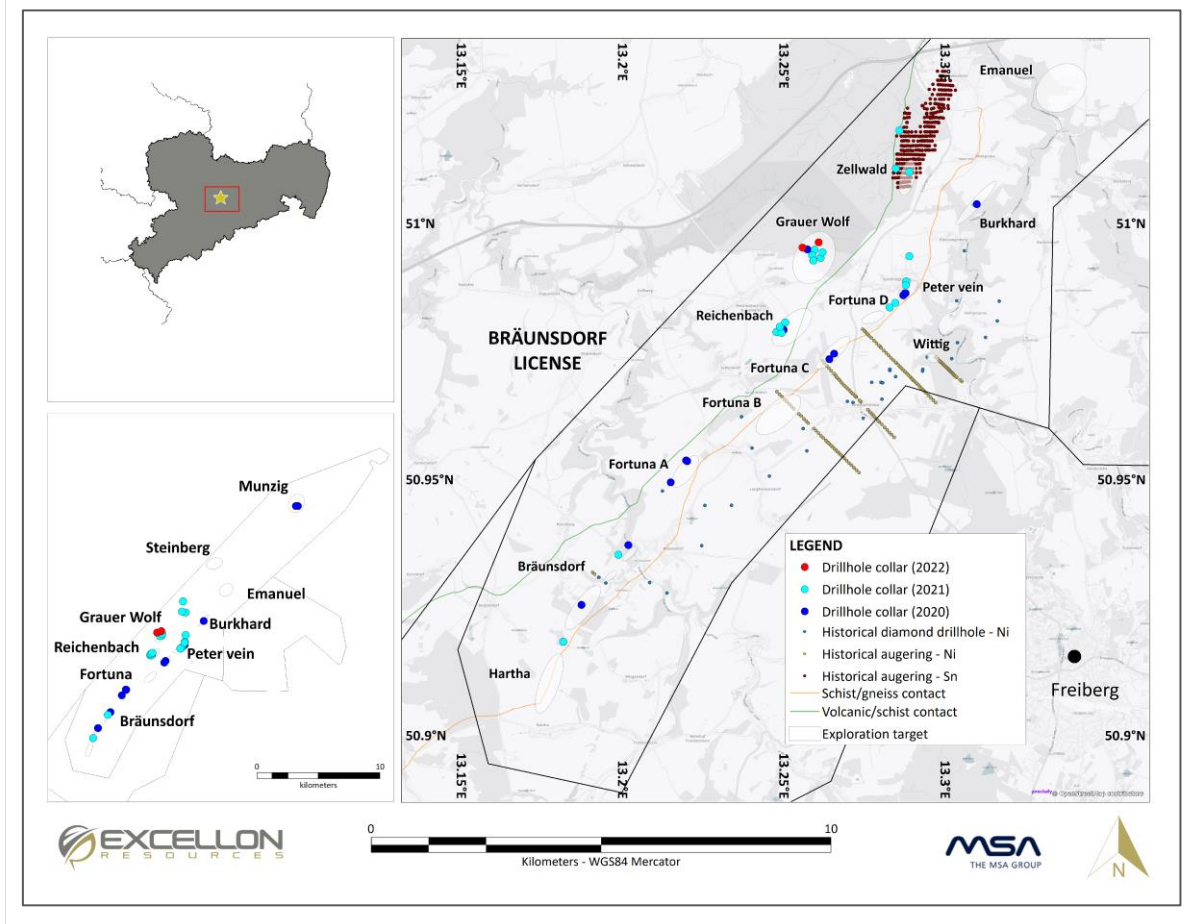 13.15°E
13.2°E
13.25°E
13.3°E
Emanuel
Zellwald
51°N
Grauer Wolf
Burkhard
51°N
Peter vein
Fortuna D
Reichenbach
BRÄUNSDORF
LICENSE
Wittig
Fortuna C
Fortuna B
Fortuna A
50.95°N
50.95°N
Bräunsdorf
Hartha
Freiberg
50.9°N
50.9°N
13.15°E
13.2°E
13.25°E
13.3°E
LEGEND
Drillhole collar (2022)
Drillhole collar (2021)
Drillhole collar (2020)
Historical diamond drillhole - Ni
Historical augering - Ni
Historical augering - Sn
Schist/gneiss contact
Volcanic/schist contact
Exploration target
© OpenStreetMap contributors
Munzig
Steinberg
Emanuel
Grauer Wolf
Burkhard
Reichenbach
Peter vein
Fortuna
Bräunsdorf
0 10
kilometers
EXCELLON
RESOURCES
0 10
Kilometers - WGS84 Mercator
MSA
THE MSA GROUP
N